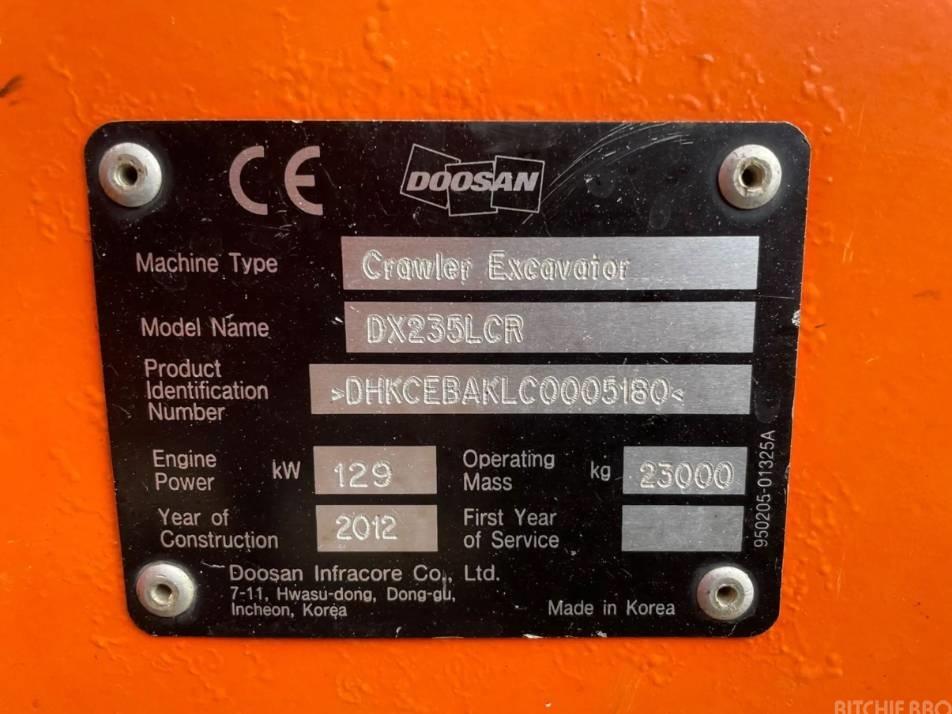 CE DOOSAN
Machine Type Crawler Excavator
Model Name DX235LCR
Product
Identification
Number >DHKCEBAKLC0005180<
Engine
Power kW 129
Operating
Mass kg 23000
Year of
Construction 2012
First Year
of Service
950205-01325A
Doosan Infracore Co., Ltd.
7-11, Hwasu-dong, Dong-gu,
Incheon, Korea
Made in Korea
RITCHIE BRO